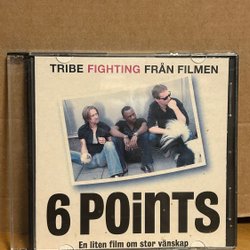 TRIBE FIGHTING FRÅN FILMEN
6 POiNTS
En liten film om stor vänskap